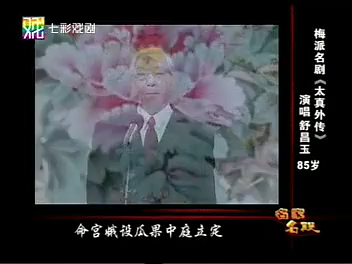 七彩戏剧
梅派名剧《太真外传》
演唱 舒昌玉
85岁
名家
名段
命宫娥设瓜果中庭立定